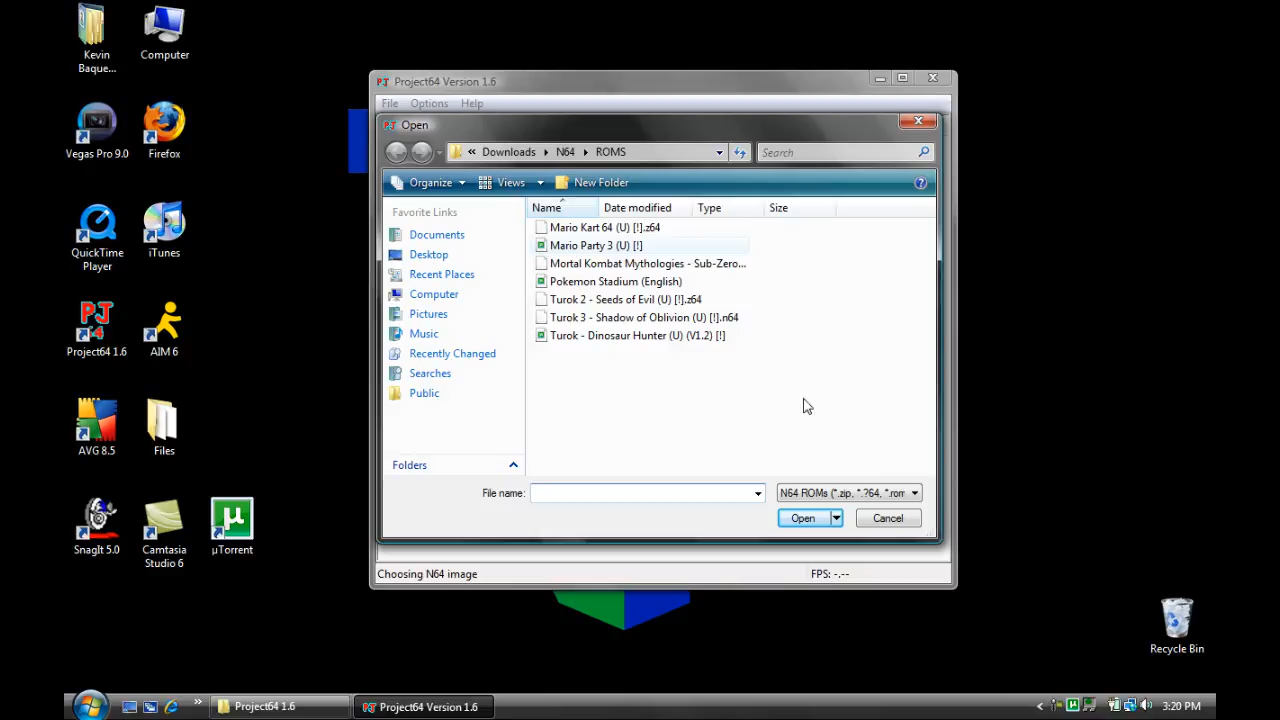 Kevin
Baque...
Computer
Vegas Pro 9.0
Firefox
QuickTime
Player
iTunes
Project64 1.6
AIM 6
AVG 8.5
Files
SnagIt 5.0
Camtasia
Studio 6
µTorrent
Recycle Bin
Project64 Version 1.6
File Options Help
Open
« Downloads N64 ROMS
Search
Organize Views New Folder
Favorite Links
Documents
Desktop
Recent Places
Computer
Pictures
Music
Recently Changed
Searches
Public
Folders
Name Date modified Type Size
Mario Kart 64 (U) [!].z64
Mario Party 3 (U) [!]
Mortal Kombat Mythologies - Sub-Zero...
Pokemon Stadium (English)
Turok 2 - Seeds of Evil (U) [!].z64
Turok 3 - Shadow of Oblivion (U) [!].n64
Turok - Dinosaur Hunter (U) (V1.2) [!]
File name:
N64 ROMs (*.zip, *.?64, *.rom
Open Cancel
Choosing N64 image FPS: -.--
Project64 1.6
Project64 Version 1.6
3:20 PM